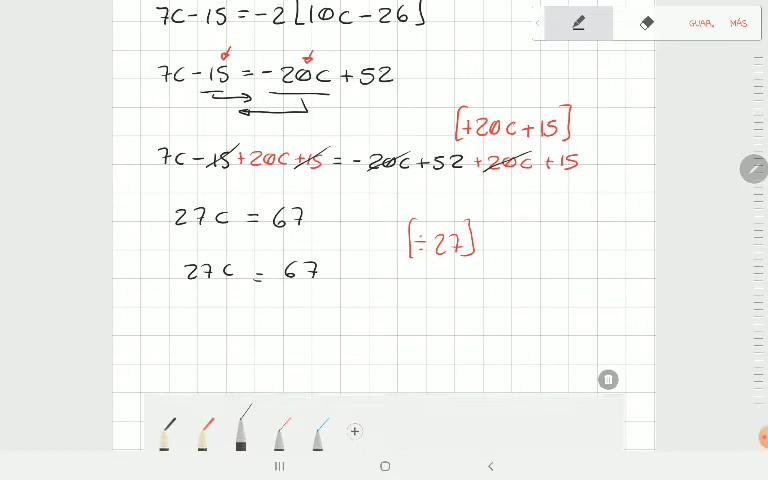 7c - 15 = -2[10c - 26]
GUAR. MÁS
7c - 15 = -20c + 52
[+20c + 15]
7c - 15 + 20c + 15 = -20c + 52 + 20c + 15
27c = 67
[÷ 27]
27c = 67